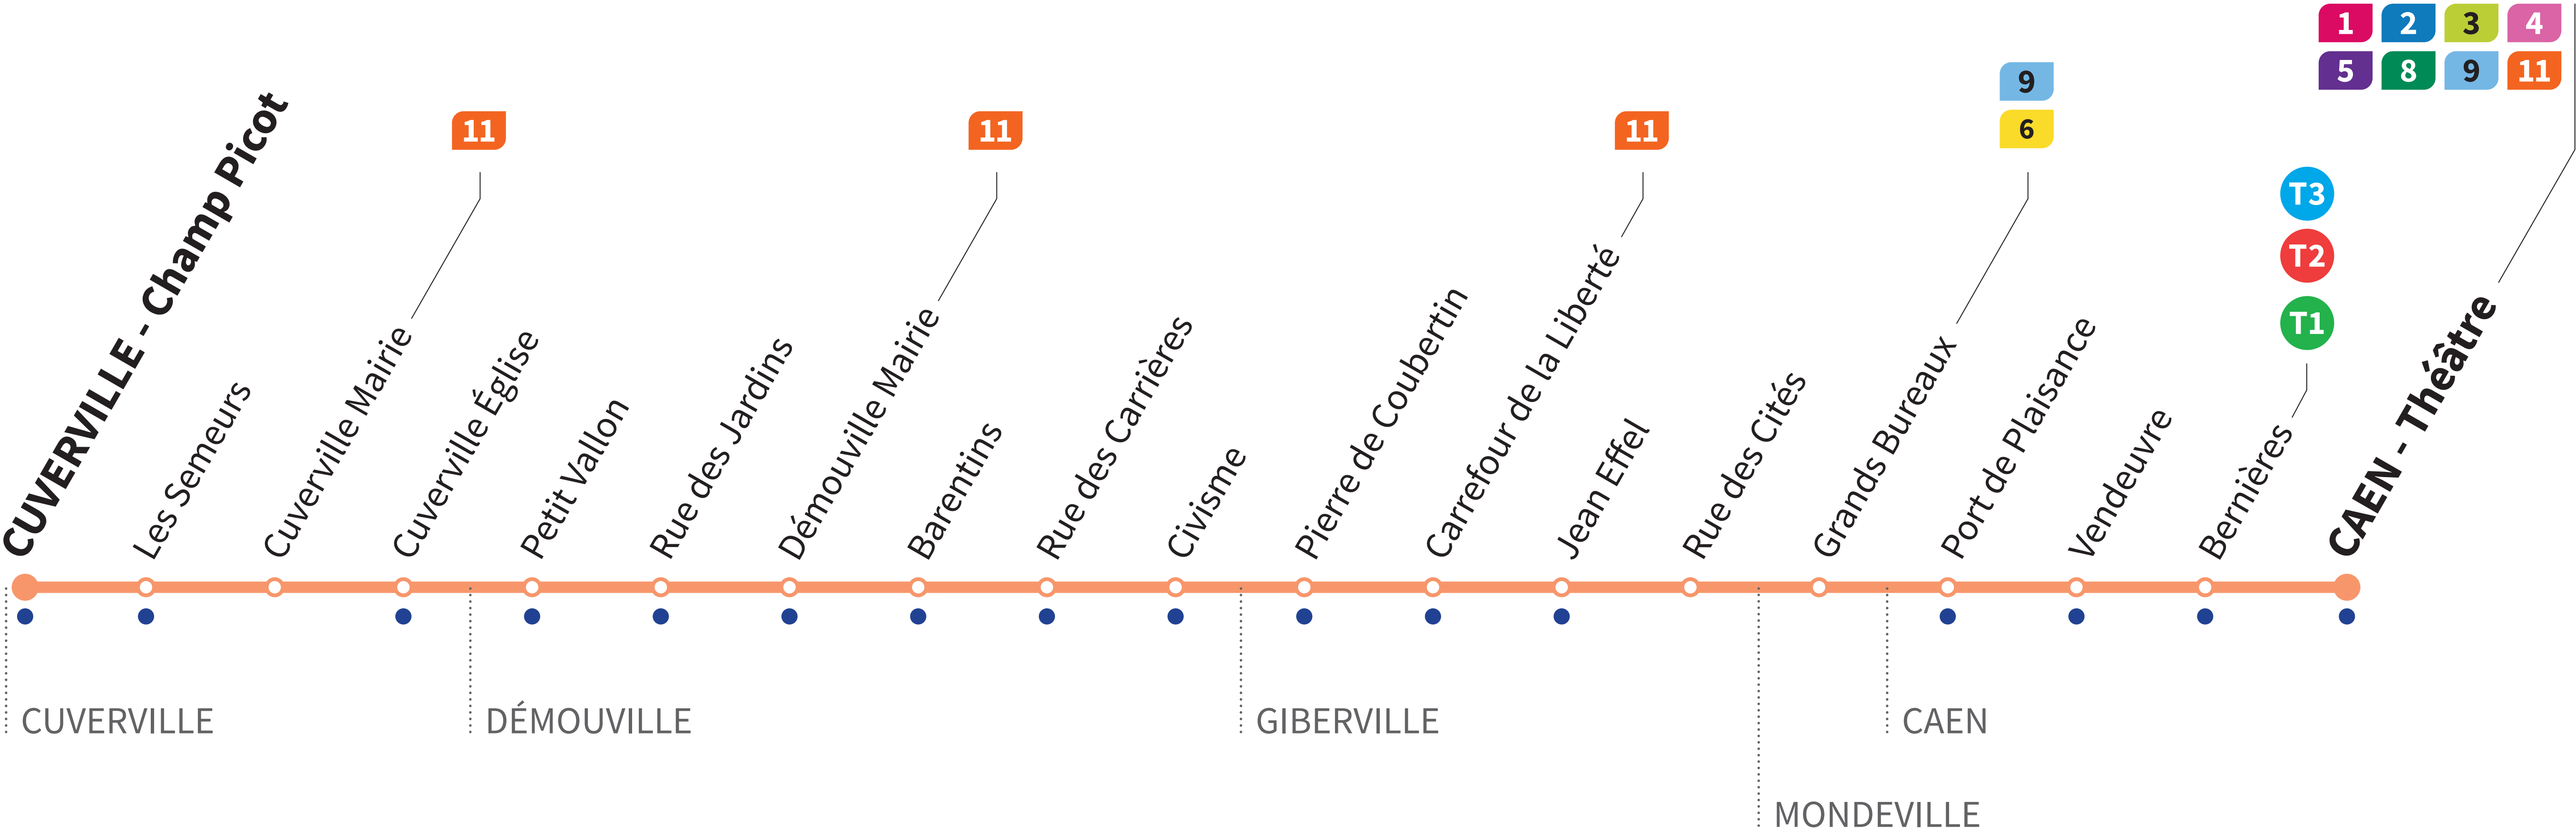 1 2 3 4
5 8 9 11
9
6
11
11
11
T3
T2
T1
CUVERVILLE - Champ Picot
Les Semeurs
Cuverville Mairie
Cuverville Église
Petit Vallon
Rue des Jardins
Démouville Mairie
Barentins
Rue des Carrières
Civisme
Pierre de Coubertin
Carrefour de la Liberté
Jean Effel
Rue des Cités
Grands Bureaux
Port de Plaisance
Vendeuvre
Bernières
CAEN - Théâtre
CUVERVILLE
DÉMOUVILLE
GIBERVILLE
CAEN
MONDEVILLE